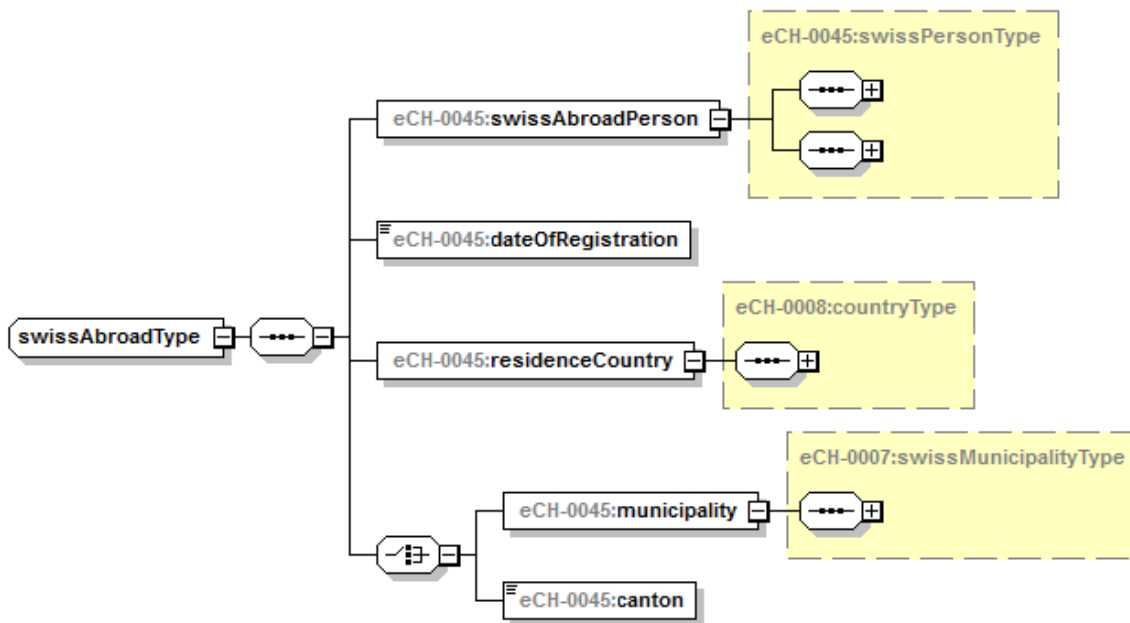 eCH-0045:swissPersonType
eCH-0045:swissAbroadPerson
eCH-0045:dateOfRegistration
swissAbroadType
eCH-0008:countryType
eCH-0045:residenceCountry
eCH-0007:swissMunicipalityType
eCH-0045:municipality
eCH-0045:canton